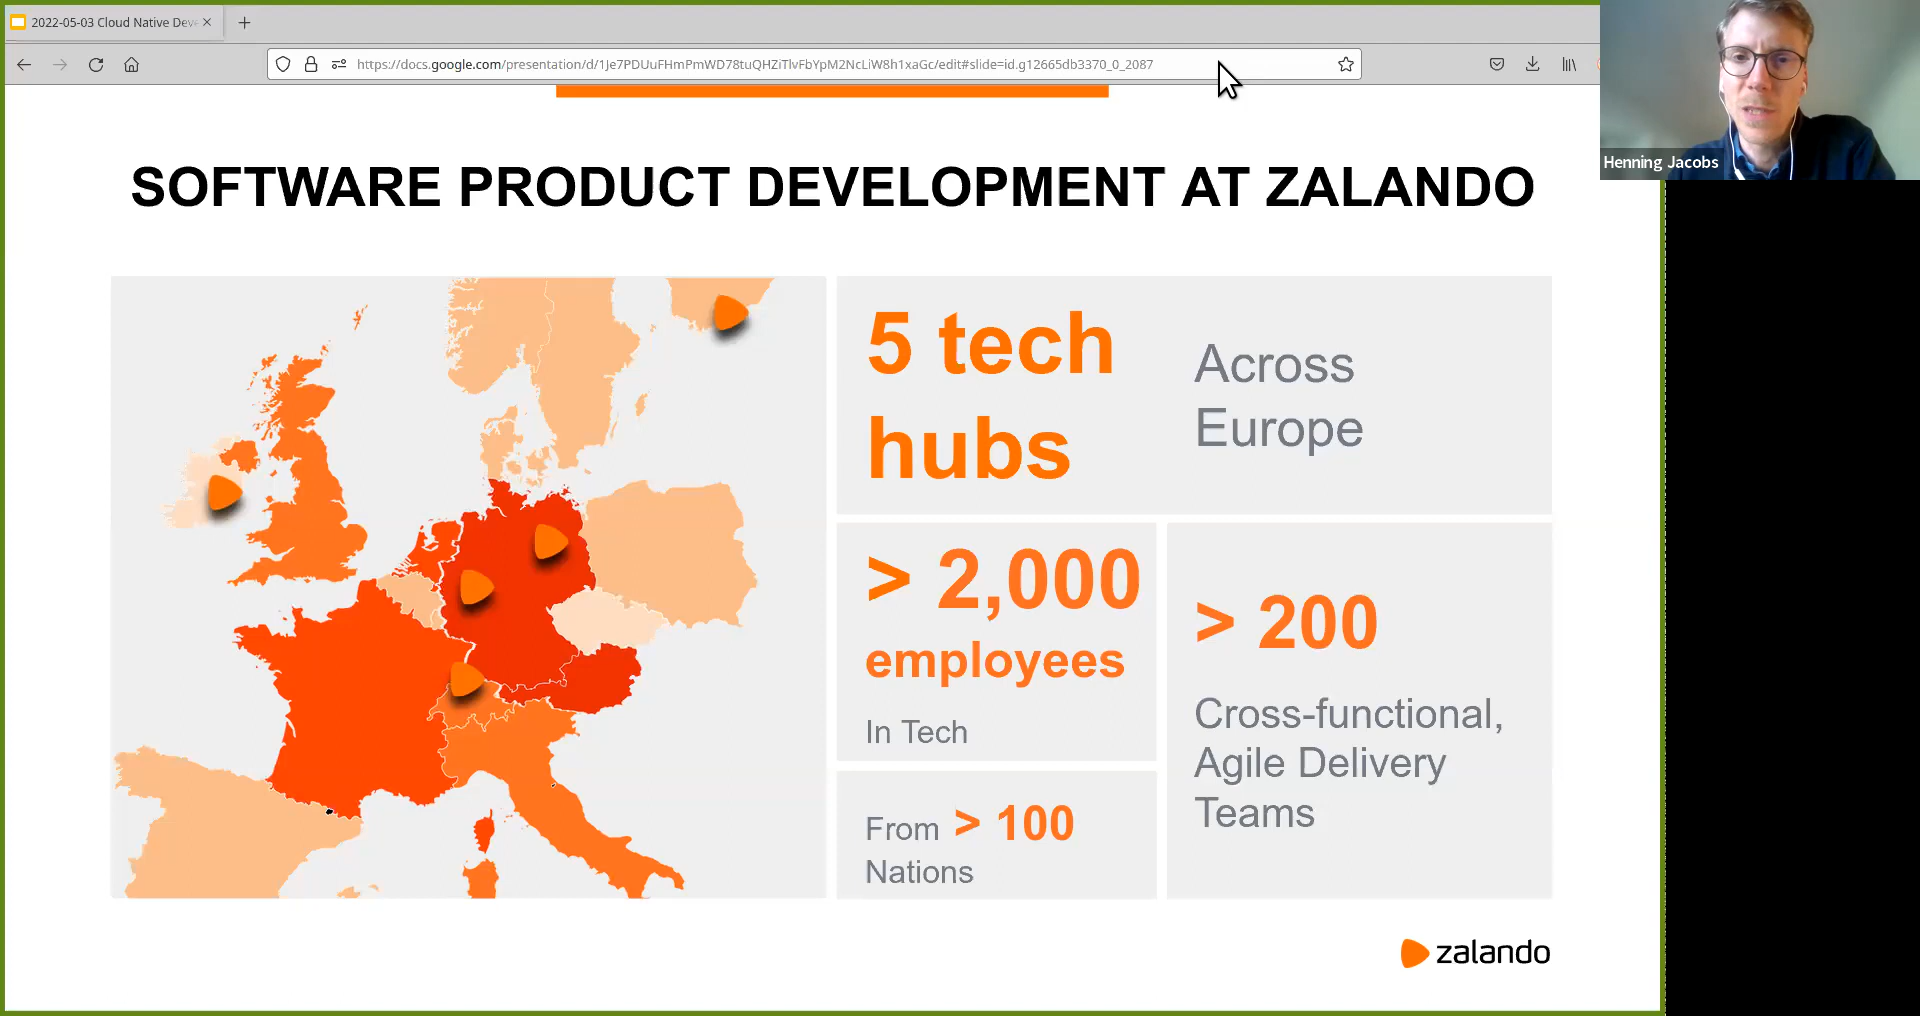 2022-05-03 Cloud Native Dev
https://docs.google.com/presentation/d/1Je7PDUuFHmPmWD78tuQHZiTlvFbYpM2NcLiW8h1xaGc/edit#slide=id.g12665db3370_0_2087
Henning Jacobs
SOFTWARE PRODUCT DEVELOPMENT AT ZALANDO
5 tech
hubs
Across
Europe
> 2,000
employees
In Tech
> 200
Cross-functional,
Agile Delivery
Teams
From > 100
Nations
zalando